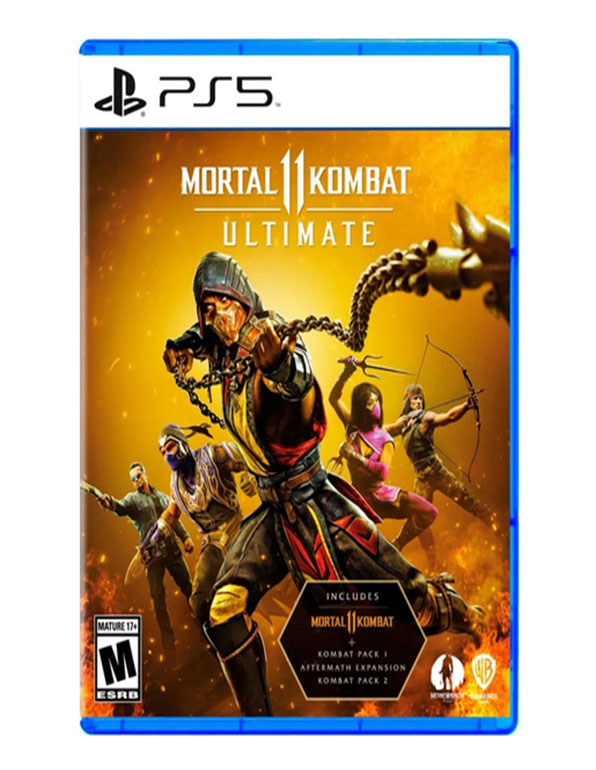 PS5
MORTAL 11 KOMBAT
ULTIMATE
INCLUDES
MORTAL 11 KOMBAT
+
KOMBAT PACK 1
AFTERMATH EXPANSION
KOMBAT PACK 2
MATURE 17+
M
ESRB
WB